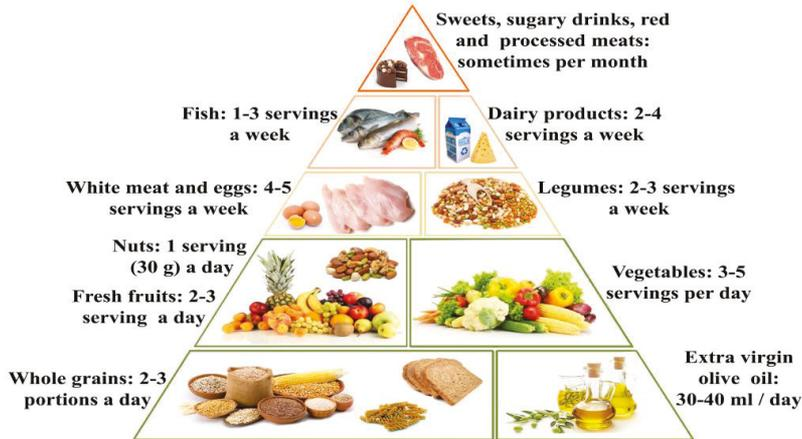 Sweets, sugary drinks, red
and processed meats:
sometimes per month
Fish: 1-3 servings
a week
Dairy products: 2-4
servings a week
White meat and eggs: 4-5
servings a week
Legumes: 2-3 servings
a week
Nuts: 1 serving
(30 g) a day
Fresh fruits: 2-3
serving a day
Vegetables: 3-5
servings per day
Whole grains: 2-3
portions a day
Extra virgin
olive oil:
30-40 ml / day